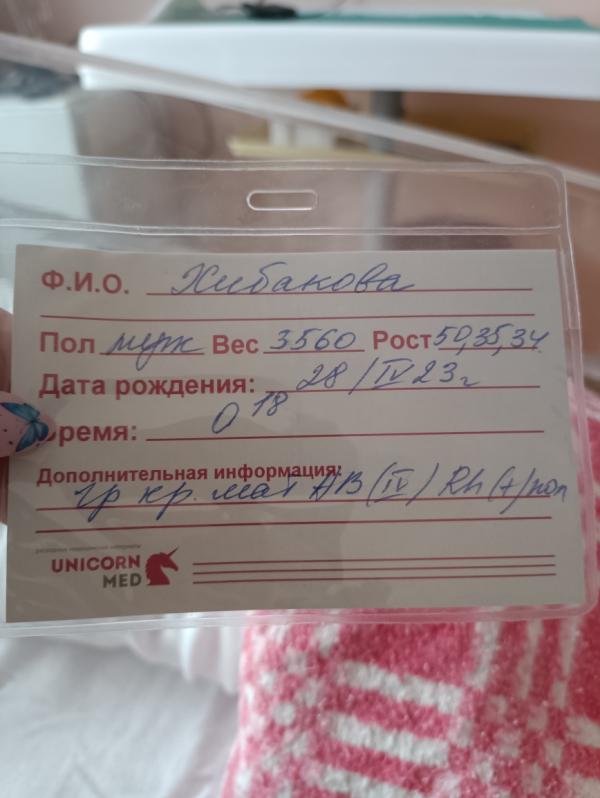 Ф.И.О. Хибакова
Пол муж Вес 3560 Рост 50,35,34
Дата рождения: 28/IV 23г
Время: 0 18
Дополнительная информация:
гр кр. мат AB (IV) Rh (+) пол
UNICORN
MED